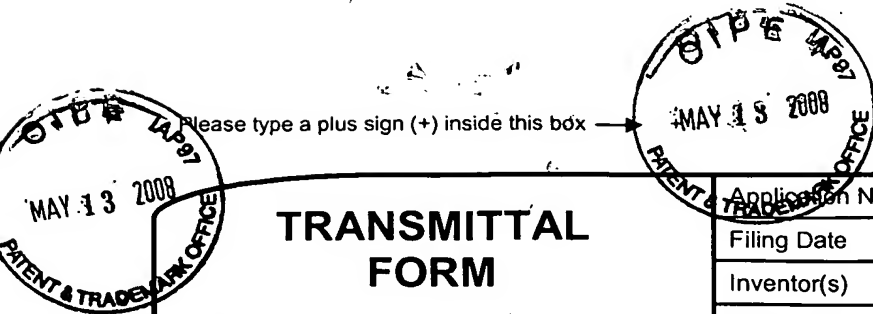 Please type a plus sign (+) inside this box →
OIPE IAP97
MAY 13 2008
PATENT & TRADEMARK OFFICE
OIPE IAP97
MAY 13 2008
PATENT & TRADEMARK OFFICE
TRANSMITTAL
FORM
Application N
Filing Date
Inventor(s)